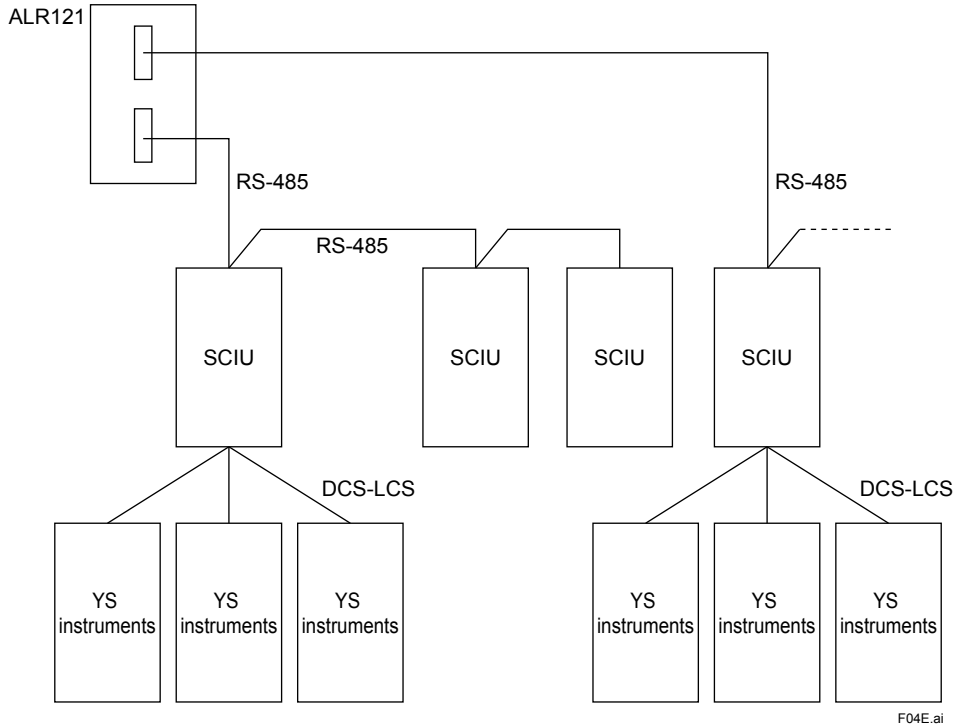 ALR121
RS-485
RS-485
RS-485
SCIU
SCIU
SCIU
SCIU
DCS-LCS
DCS-LCS
YS
instruments
YS
instruments
YS
instruments
YS
instruments
YS
instruments
YS
instruments
F04E.ai